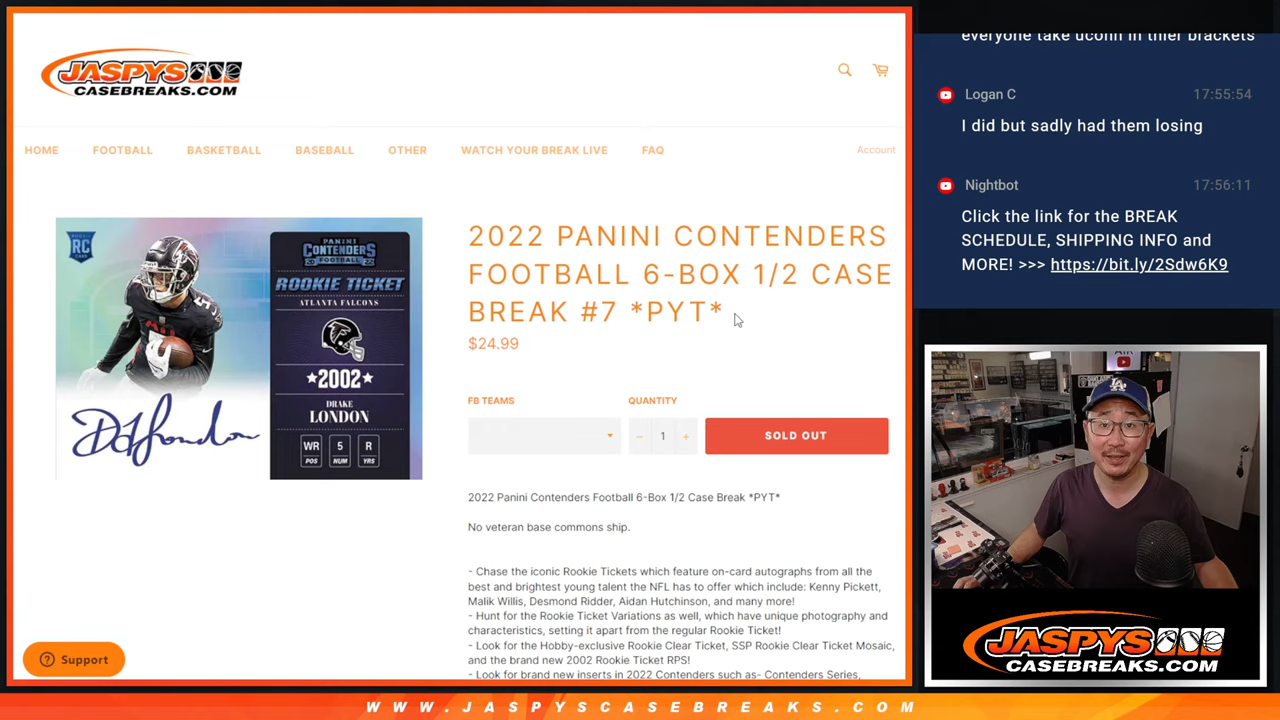 JASPYS
CASEBREAKS.COM
HOME FOOTBALL BASKETBALL BASEBALL OTHER WATCH YOUR BREAK LIVE FAQ Account
RC
PANINI
CONTENDERS
FOOTBALL
ROOKIE TICKET
ATLANTA FALCONS
★2002★
DRAKE
LONDON
WR 5 R
POS NUM YRS
2022 PANINI CONTENDERS
FOOTBALL 6-BOX 1/2 CASE
BREAK #7 *PYT*
$24.99
FB TEAMS QUANTITY
− 1 + SOLD OUT
2022 Panini Contenders Football 6-Box 1/2 Case Break *PYT*
No veteran base commons ship.
- Chase the iconic Rookie Tickets which feature on-card autographs from all the
best and brightest young talent the NFL has to offer which include: Kenny Pickett,
Malik Willis, Desmond Ridder, Aidan Hutchinson, and many more!
- Hunt for the Rookie Ticket Variations as well, which have unique photography and
characteristics, setting it apart from the regular Rookie Ticket!
- Look for the Hobby-exclusive Rookie Clear Ticket, SSP Rookie Clear Ticket Mosaic,
and the brand new 2002 Rookie Ticket RPS!
- Look for brand new inserts in 2022 Contenders such as- Contenders Series,
Support
everyone take uconn in thier brackets
Logan C 17:55:54
I did but sadly had them losing
Nightbot 17:56:11
Click the link for the BREAK
SCHEDULE, SHIPPING INFO and
MORE! >>> https://bit.ly/2Sdw6K9
LA
JASPYS
CASEBREAKS.COM
WWW.JASPYSCASEBREAKS.COM